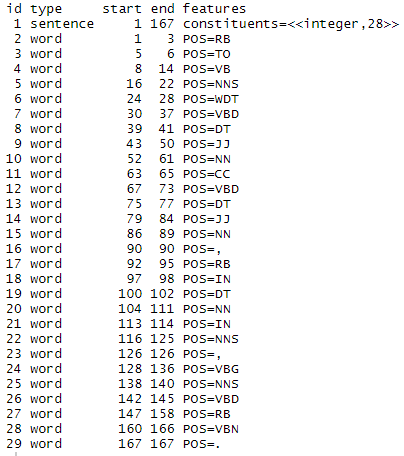 id type start end features
1 sentence 1 167 constituents=<<integer,28>>
2 word 1 3 POS=RB
3 word 5 6 POS=TO
4 word 8 14 POS=VB
5 word 16 22 POS=NNS
6 word 24 28 POS=WDT
7 word 30 37 POS=VBD
8 word 39 41 POS=DT
9 word 43 50 POS=JJ
10 word 52 61 POS=NN
11 word 63 65 POS=CC
12 word 67 73 POS=VBD
13 word 75 77 POS=DT
14 word 79 84 POS=JJ
15 word 86 89 POS=NN
16 word 90 90 POS=,
17 word 92 95 POS=RB
18 word 97 98 POS=IN
19 word 100 102 POS=DT
20 word 104 111 POS=NN
21 word 113 114 POS=IN
22 word 116 125 POS=NNS
23 word 126 126 POS=,
24 word 128 136 POS=VBG
25 word 138 140 POS=NNS
26 word 142 145 POS=VBD
27 word 147 158 POS=RB
28 word 160 166 POS=VBN
29 word 167 167 POS=.